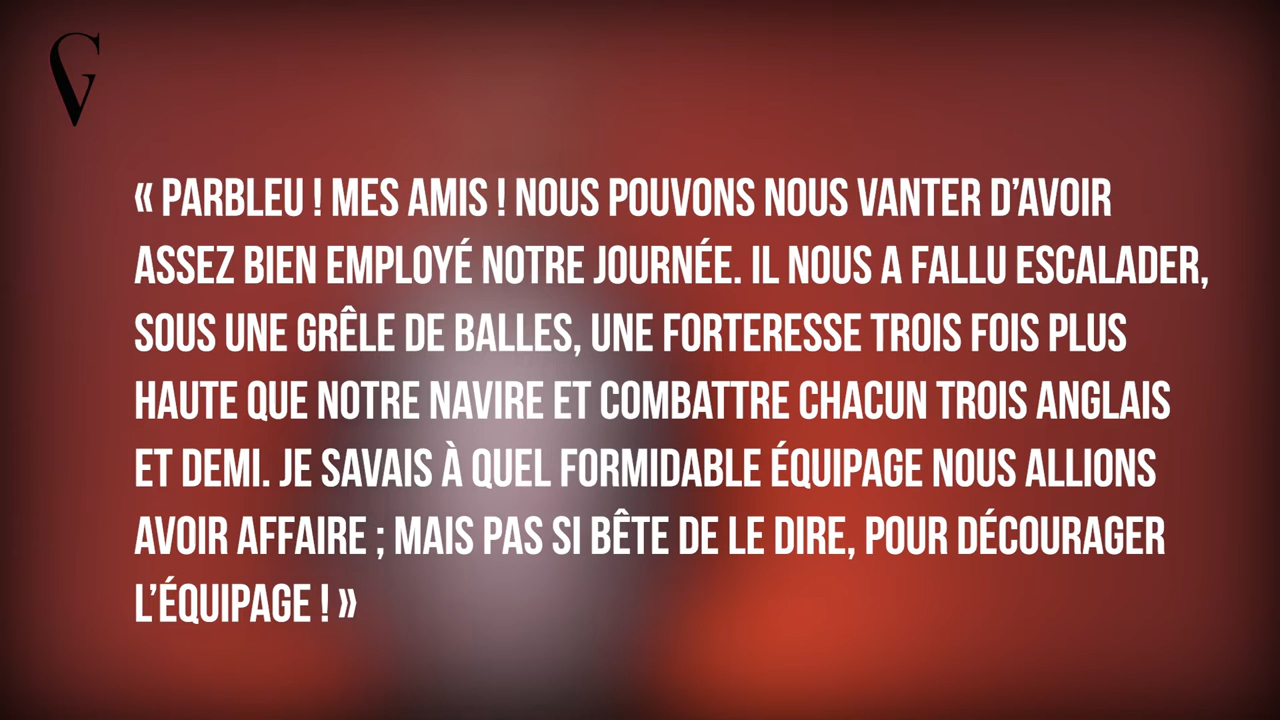 GV
« PARBLEU ! MES AMIS ! NOUS POUVONS NOUS VANTER D’AVOIR
ASSEZ BIEN EMPLOYÉ NOTRE JOURNÉE. IL NOUS A FALLU ESCALADER,
SOUS UNE GRÊLE DE BALLES, UNE FORTERESSE TROIS FOIS PLUS
HAUTE QUE NOTRE NAVIRE ET COMBATTRE CHACUN TROIS ANGLAIS
ET DEMI. JE SAVAIS À QUEL FORMIDABLE ÉQUIPAGE NOUS ALLIONS
AVOIR AFFAIRE ; MAIS PAS SI BÊTE DE LE DIRE, POUR DÉCOURAGER
L’ÉQUIPAGE ! »